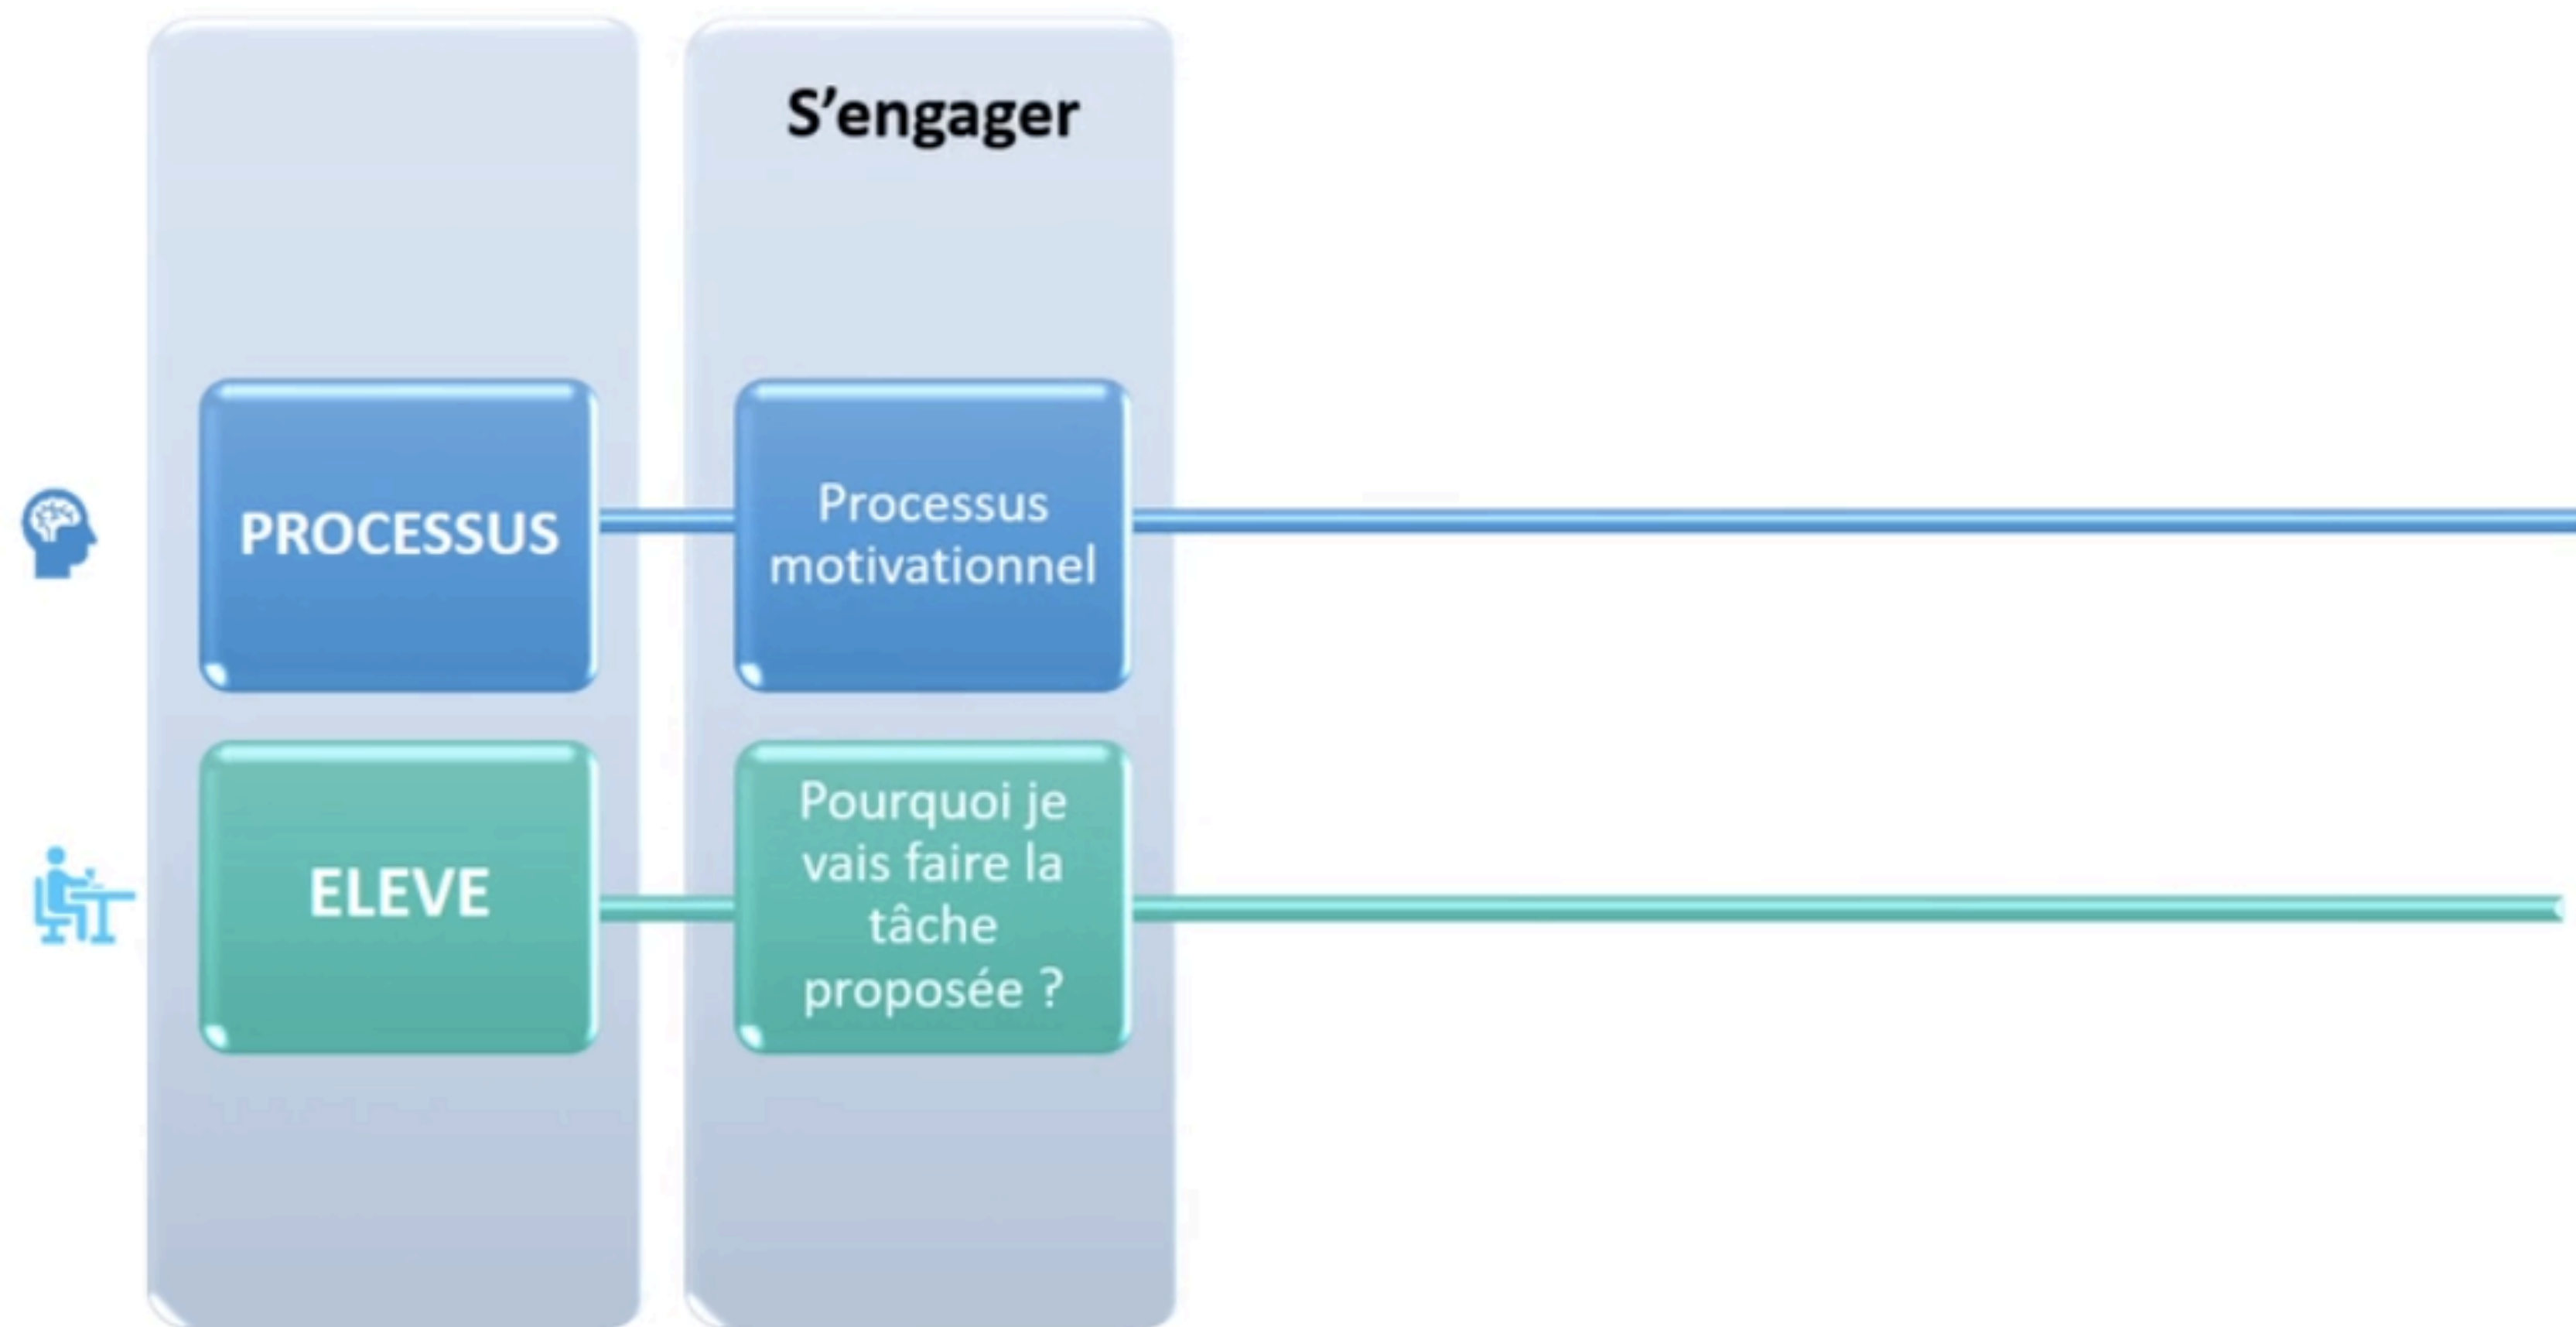 S'engager
PROCESSUS
Processus
motivationnel
ELEVE
Pourquoi je
vais faire la
tâche
proposée ?